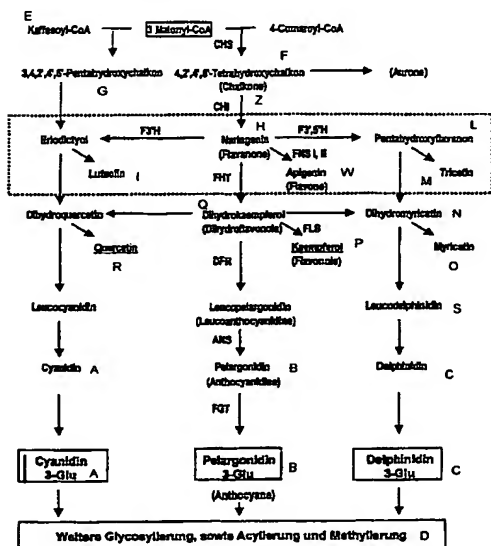 E
Kaffeoyl-CoA 3 Malonyl-CoA 4-Cumaroyl-CoA
CHS
F
3,4,2',4',6'-Pentahydroxychalkon 4,2',4',6'-Tetrahydroxychalkon (Aurone)
G (Chalkone) Z
CHI
H L
Eriodictyol F3'H Naringenin F3',5'H Pentahydroxyflavanon
(Flavanone) FNS I, II
Luteolin I Apigenin W Tricetin
FHT (Flavone) M
Q
Dihydroquercetin Dihydrokaempferol Dihydromyricetin N
(Dihydroflavonole) FLS
Quercetin Kaempferol P Myricetin
R DFR (Flavonole) O
Leucocyanidin Leucopelargonidin Leucodelphinidin S
(Leucoanthocyanidine)
ANS
Cyanidin A Pelargonidin B Delphinidin C
(Anthocyanidine)
FGT
Cyanidin Pelargonidin Delphinidin
3-Glu A 3-Glu B 3-Glu C
(Anthocyane)
Weitere Glycosylierung, sowie Acylierung und Methylierung D